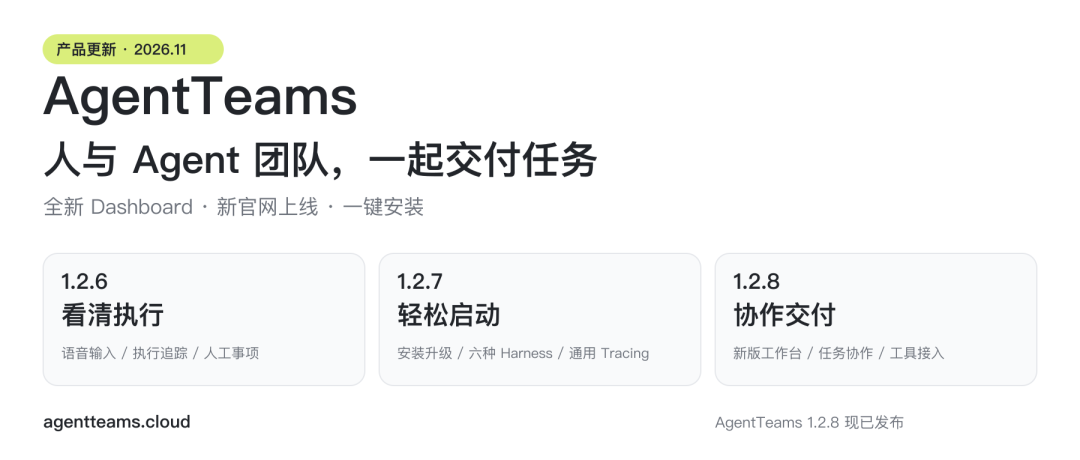 产品更新 · 2026.11
AgentTeams
人与 Agent 团队，一起交付任务
全新 Dashboard · 新官网上线 · 一键安装
1.2.6
看清执行
语音输入 / 执行追踪 / 人工事项
1.2.7
轻松启动
安装升级 / 六种 Harness / 通用 Tracing
1.2.8
协作交付
新版工作台 / 任务协作 / 工具接入
agentteams.cloud
AgentTeams 1.2.8 现已发布